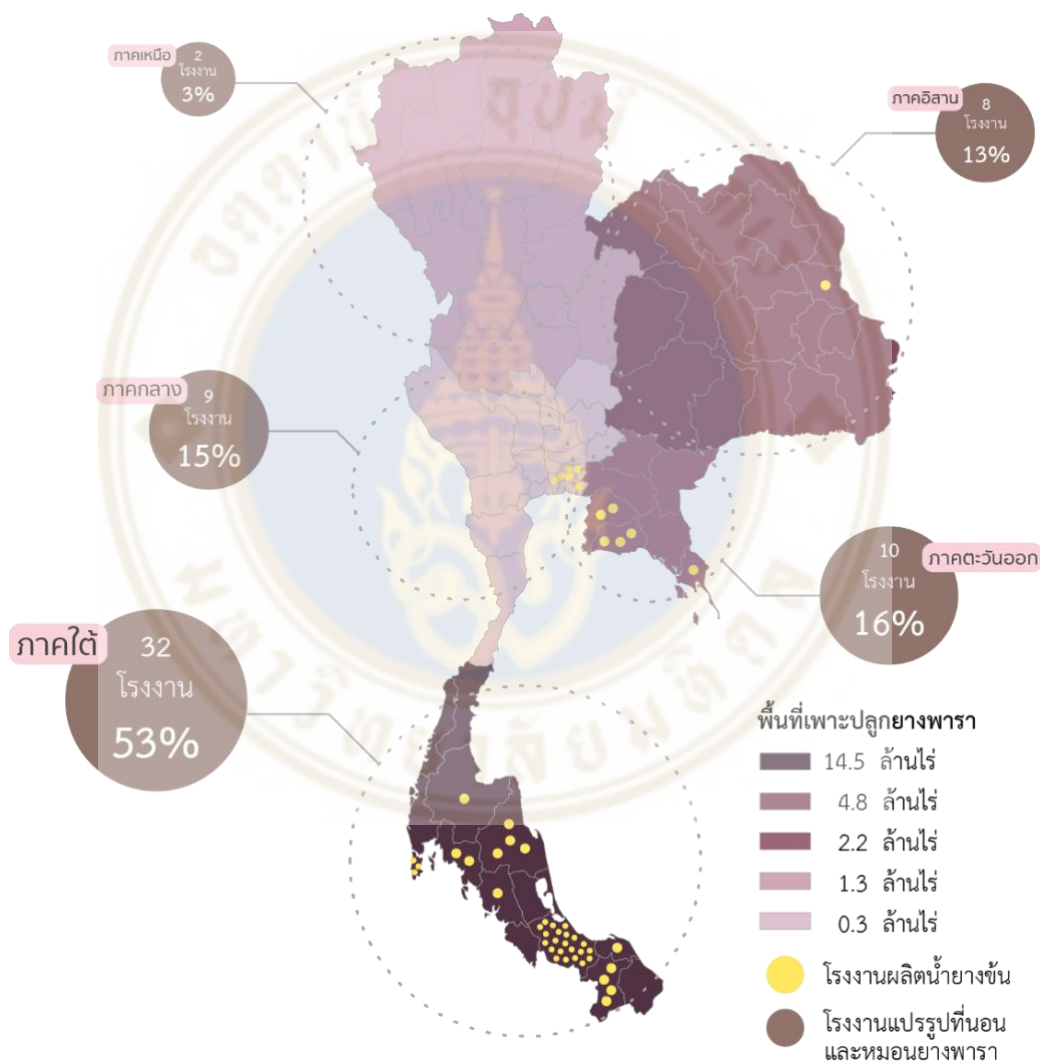 ภาคเหนือ
2
โรงงาน
3%
ภาคอีสาน
8
โรงงาน
13%
ภาคกลาง
9
โรงงาน
15%
10
โรงงาน
16%
ภาคตะวันออก
ภาคใต้
32
โรงงาน
53%
พื้นที่เพาะปลูกยางพารา
14.5 ล้านไร่
4.8 ล้านไร่
2.2 ล้านไร่
1.3 ล้านไร่
0.3 ล้านไร่
โรงงานผลิตน้ำยางข้น
โรงงานแปรรูปที่นอน
และหมอนยางพารา